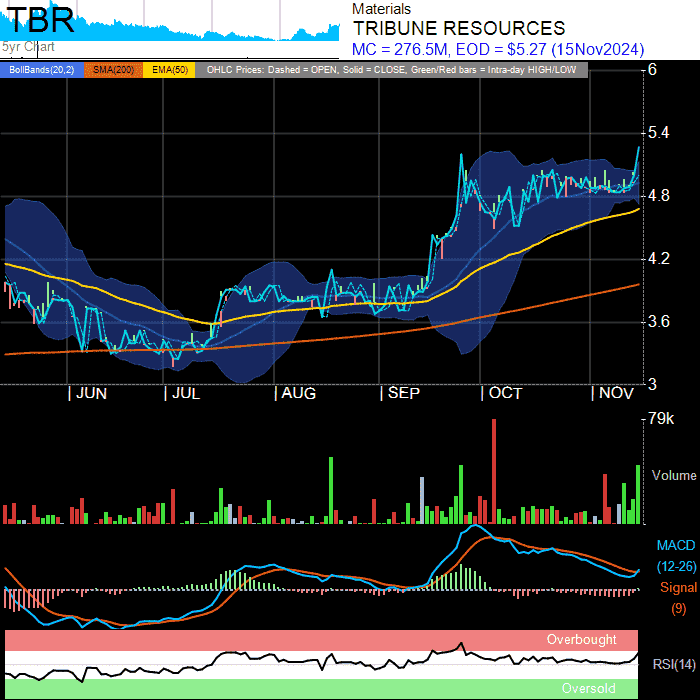 TBR
5yr Chart
Materials
TRIBUNE RESOURCES
MC = 276.5M, EOD = $5.27 (15Nov2024)
BollBands(20,2) SMA(200) EMA(50) OHLC Prices: Dashed = OPEN, Solid = CLOSE, Green/Red bars = Intra-day HIGH/LOW
6
5.4
4.8
4.2
3.6
3
JUN JUL AUG SEP OCT NOV
79k
Volume
MACD
(12-26)
Signal
(9)
Overbought
RSI(14)
Oversold